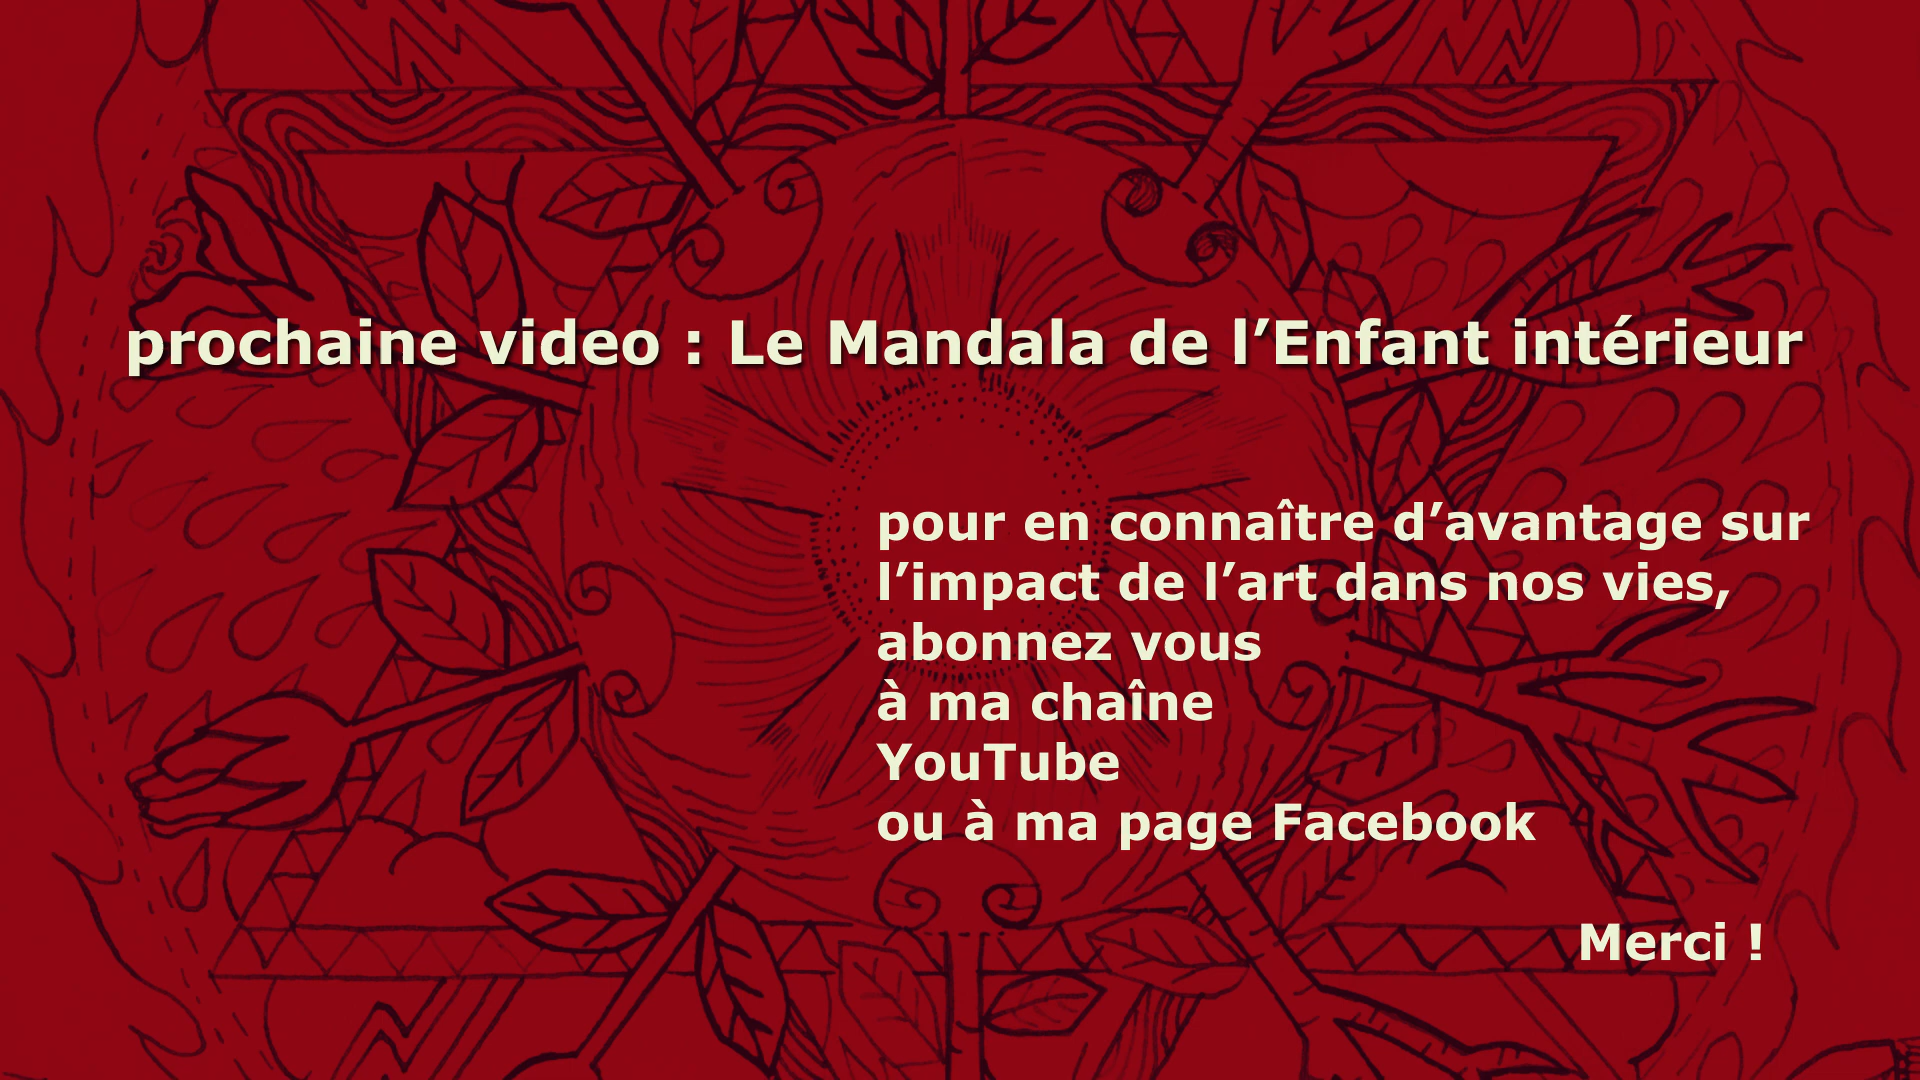 prochaine video : Le Mandala de l’Enfant intérieur
pour en connaître d’avantage sur
l’impact de l’art dans nos vies,
abonnez vous
à ma chaîne
YouTube
ou à ma page Facebook
Merci !